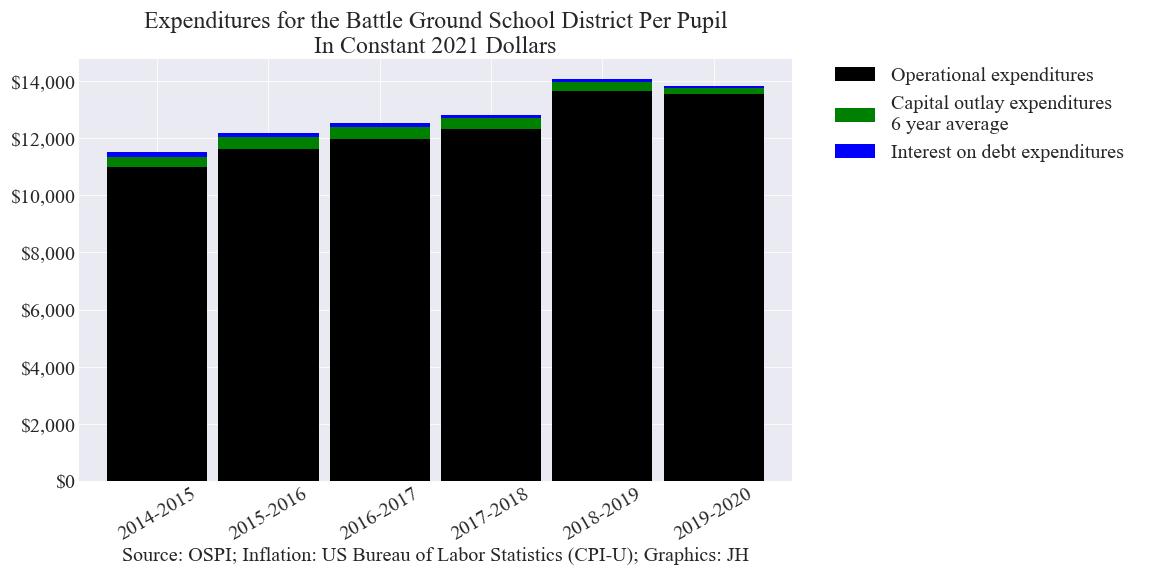 Expenditures for the Battle Ground School District Per Pupil
In Constant 2021 Dollars
$14,000
$12,000
$10,000
$8,000
$6,000
$4,000
$2,000
$0
2014-2015
2015-2016
2016-2017
2017-2018
2018-2019
2019-2020
Source: OSPI; Inflation: US Bureau of Labor Statistics (CPI-U); Graphics: JH
Operational expenditures
Capital outlay expenditures
6 year average
Interest on debt expenditures